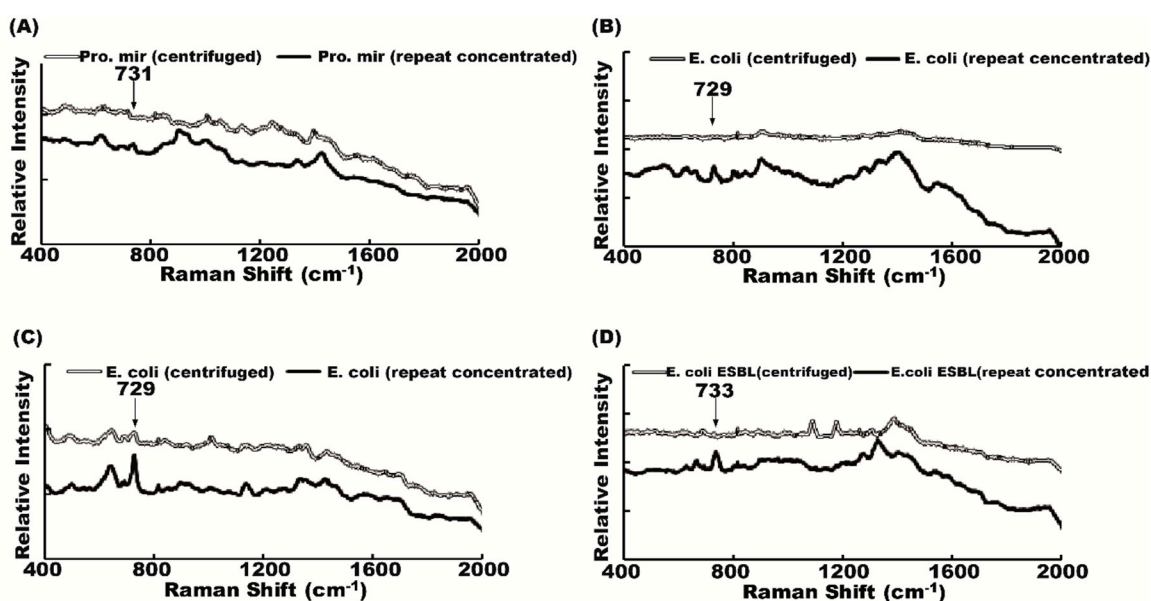 (A)
Pro. mir (centrifuged) Pro. mir (repeat concentrated)
731
Relative Intensity
400 800 1200 1600 2000
Raman Shift (cm-1)
(B)
E. coli (centrifuged) E. coli (repeat cencentrated)
729
Relative Intensity
400 800 1200 1600 2000
Raman Shift (cm-1)
(C)
E. coli (centrifuged) E. coli (repeat concentrated)
729
Relative Intensity
400 800 1200 1600 2000
Raman Shift (cm-1)
(D)
E. coli ESBL(centrifuged) E.coli ESBL(repeat concentrated
733
Relative Intensity
400 800 1200 1600 2000
Raman Shift (cm-1)